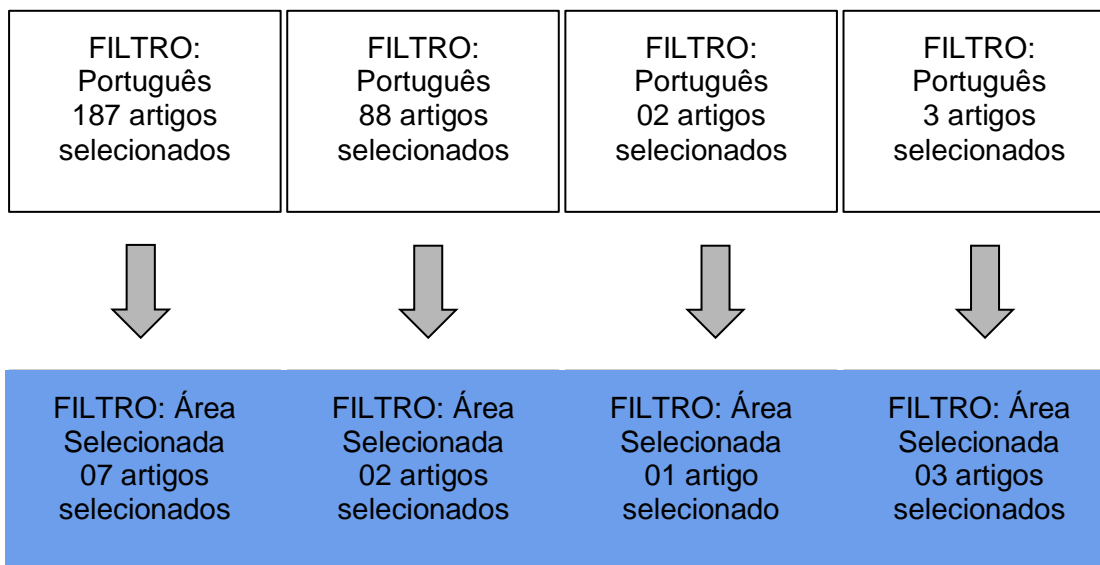 FILTRO:
Português
187 artigos
selecionados
FILTRO:
Português
88 artigos
selecionados
FILTRO:
Português
02 artigos
selecionados
FILTRO:
Português
3 artigos
selecionados
FILTRO: Área
Selecionada
07 artigos
selecionados
FILTRO: Área
Selecionada
02 artigos
selecionados
FILTRO: Área
Selecionada
01 artigo
selecionado
FILTRO: Área
Selecionada
03 artigos
selecionados